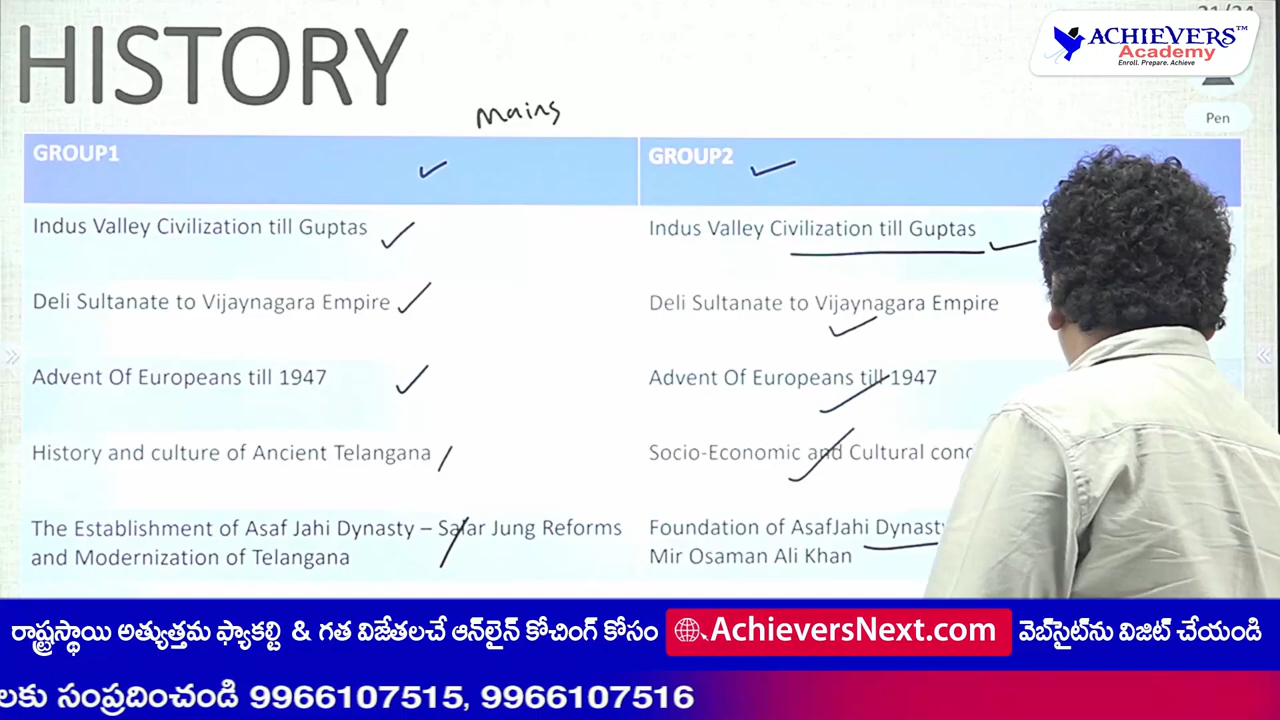 HISTORY
ACHIEVERS™
Academy
Enroll. Prepare. Achieve
Pen
Mains
GROUP1
GROUP2
Indus Valley Civilization till Guptas
Indus Valley Civilization till Guptas
Deli Sultanate to Vijaynagara Empire
Deli Sultanate to Vijaynagara Empire
Advent Of Europeans till 1947
Advent Of Europeans till 1947
History and culture of Ancient Telangana
Socio-Economic and Cultural
The Establishment of Asaf Jahi Dynasty – Salar Jung Reforms
and Modernization of Telangana
Foundation of AsafJahi
Mir Osaman Ali Khan
రాష్ట్రస్థాయి అత్యుత్తమ ఫ్యాకల్టి & గత విజేతలచే ఆన్‌లైన్ కోచింగ్ కోసం AchieversNext.com వెబ్‌సైట్‌ను విజిట్ చేయండి
లకు సంప్రదించండి 9966107515, 9966107516